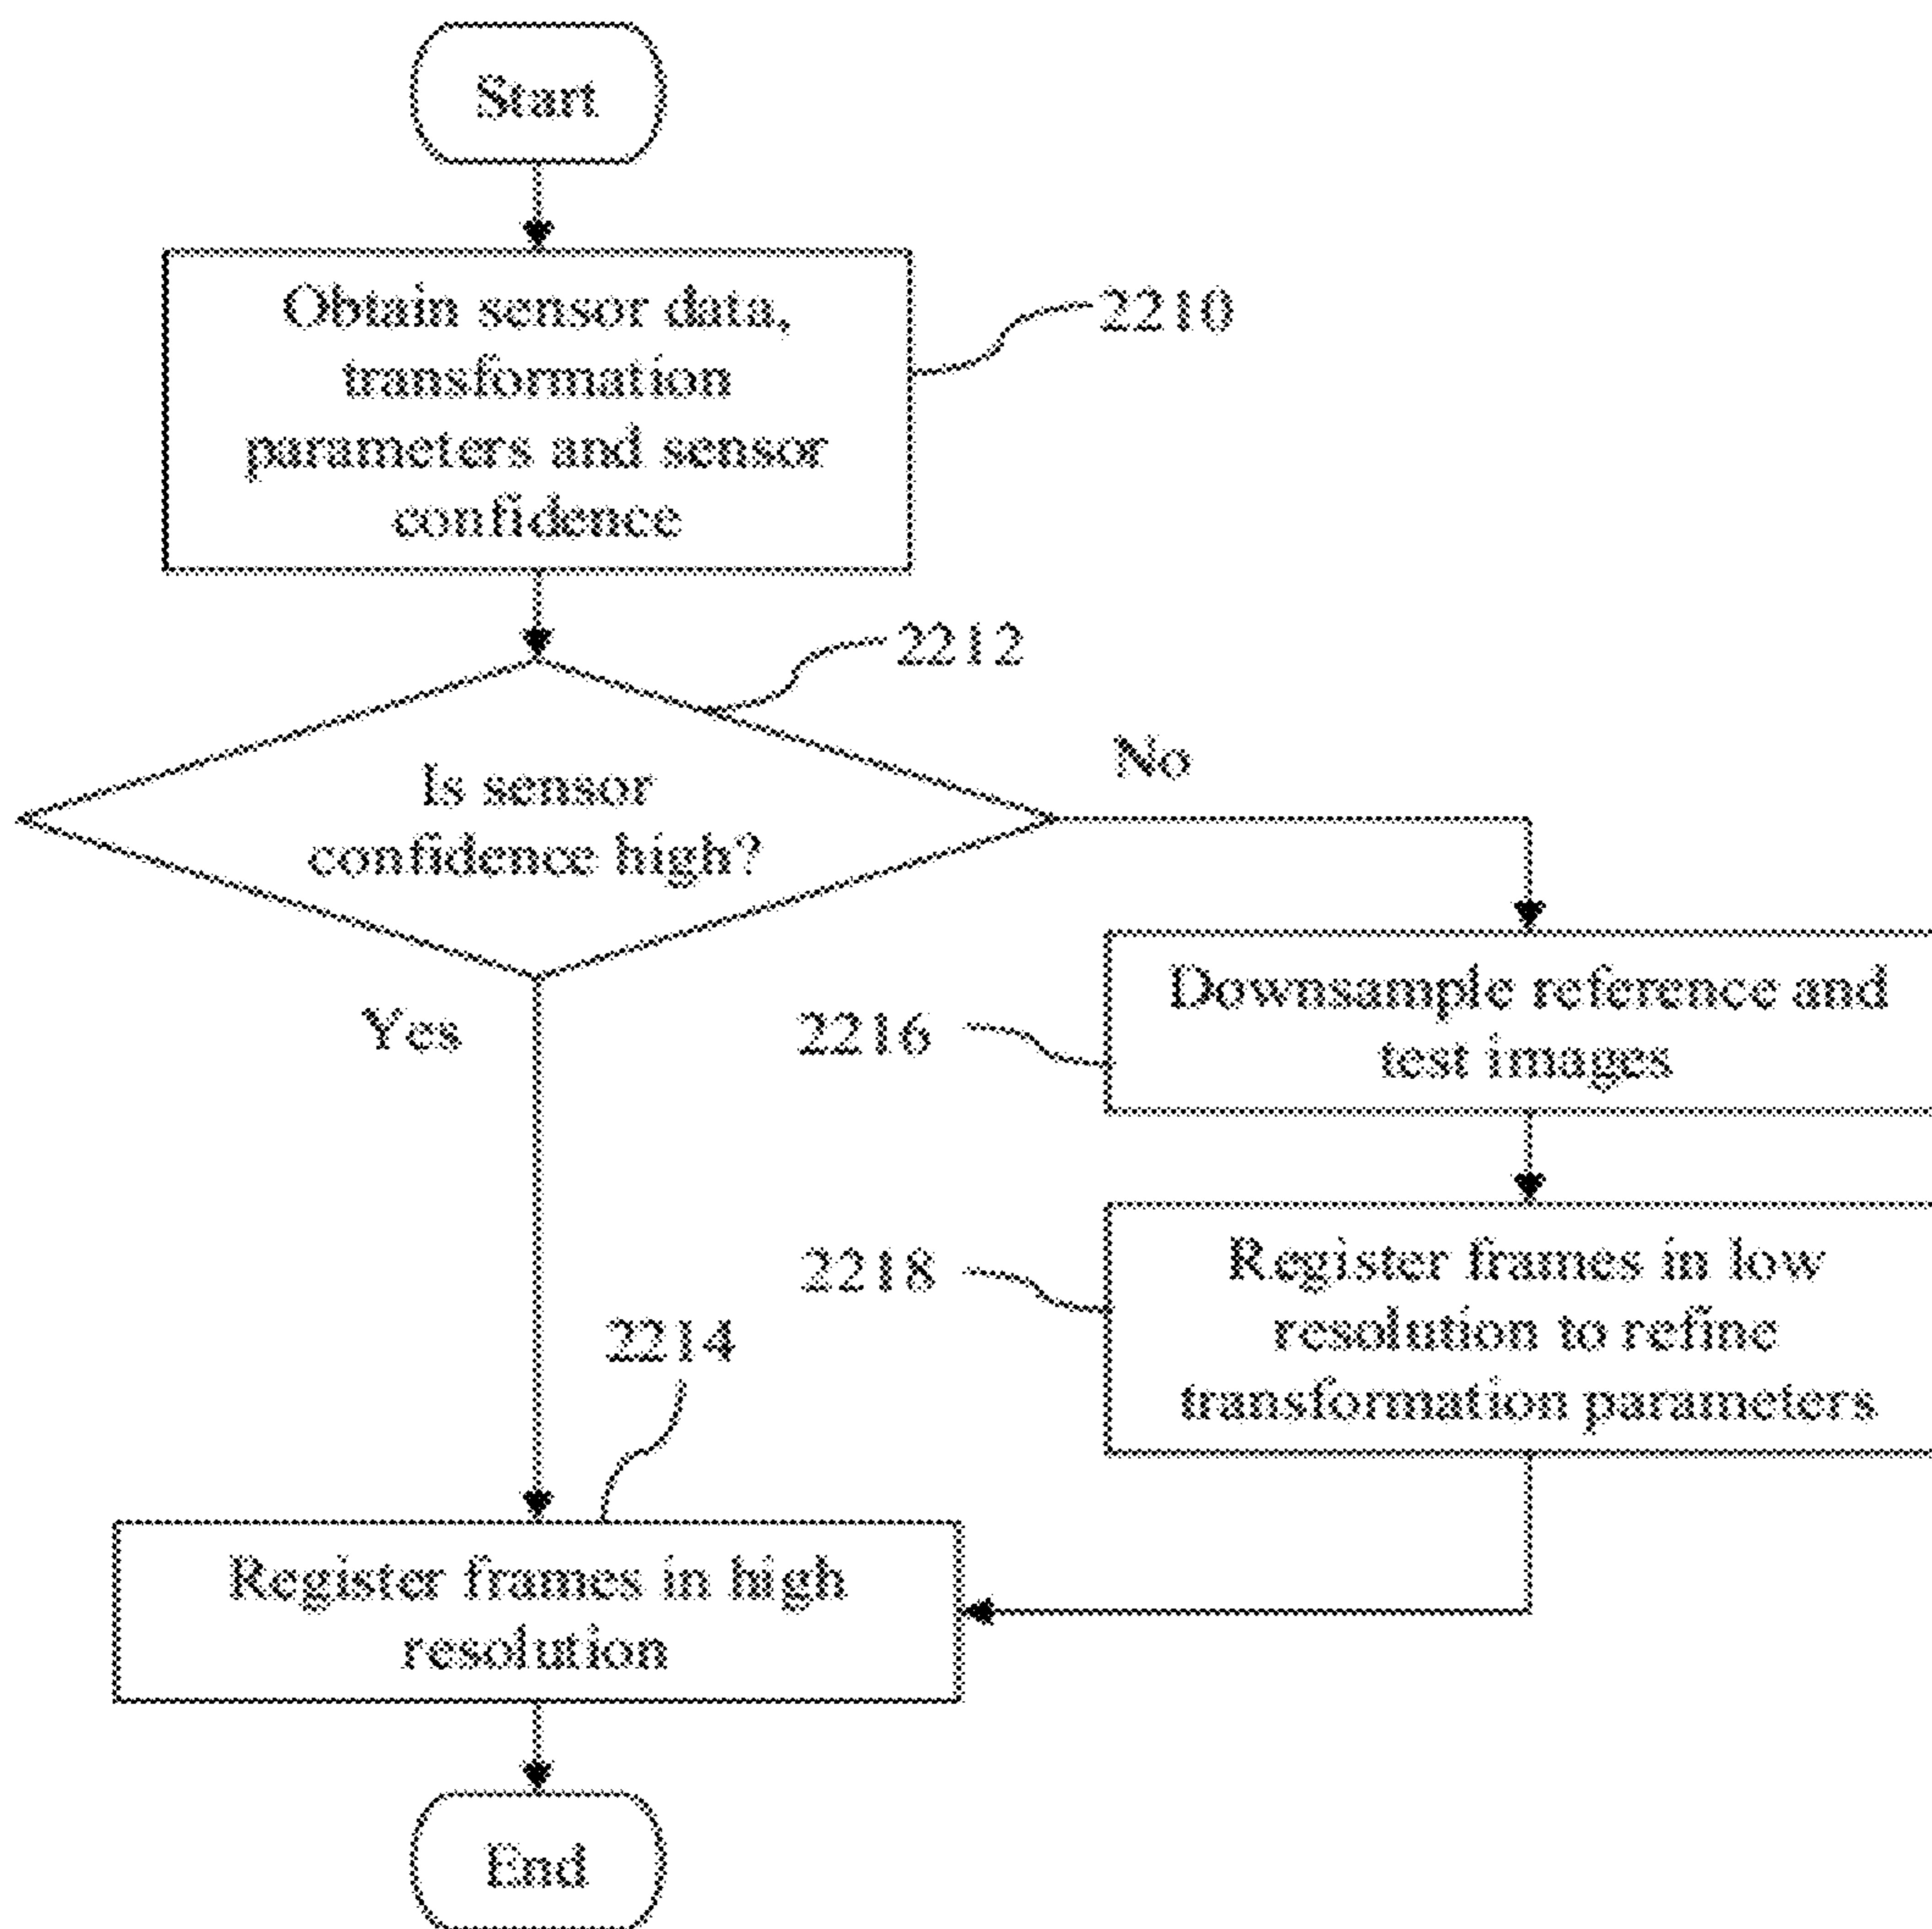 Start
Obtain sensor data,
transformation
parameters and sensor
confidence
2210
2212
Is sensor
confidence high?
No
Yes
2216
Downsample reference and
test images
2218
Register frames in low
resolution to refine
transformation parameters
2214
Register frames in high
resolution
End